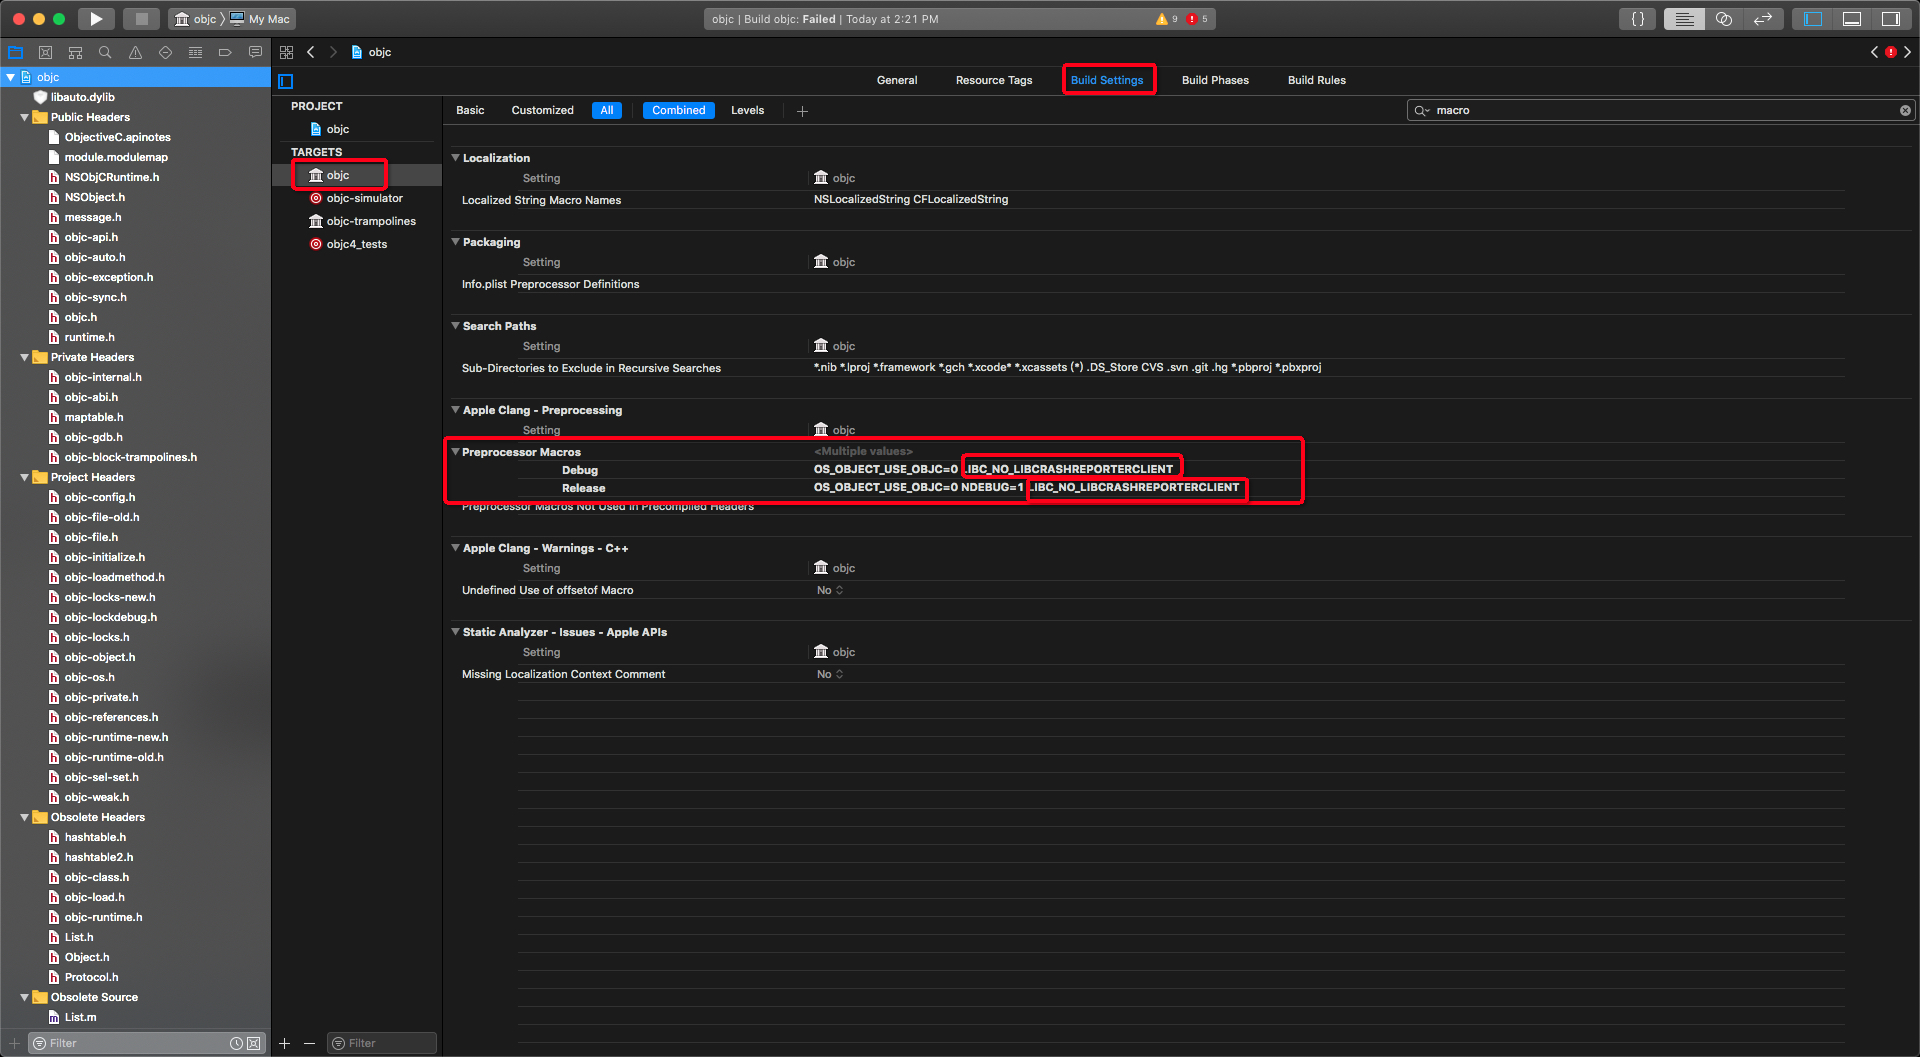 objc My Mac
objc | Build objc: Failed | Today at 2:21 PM
9 5
{}
objc
objc
libauto.dylib
Public Headers
ObjectiveC.apinotes
module.modulemap
NSObjCRuntime.h
NSObject.h
message.h
objc-api.h
objc-auto.h
objc-exception.h
objc-sync.h
objc.h
runtime.h
Private Headers
objc-internal.h
objc-abi.h
maptable.h
objc-gdb.h
objc-block-trampolines.h
Project Headers
objc-config.h
objc-file-old.h
objc-file.h
objc-initialize.h
objc-loadmethod.h
objc-locks-new.h
objc-lockdebug.h
objc-locks.h
objc-object.h
objc-os.h
objc-private.h
objc-references.h
objc-runtime-new.h
objc-runtime-old.h
objc-sel-set.h
objc-weak.h
Obsolete Headers
hashtable.h
hashtable2.h
objc-class.h
objc-load.h
objc-runtime.h
List.h
Object.h
Protocol.h
Obsolete Source
List.m
Filter
PROJECT
objc
TARGETS
objc
objc-simulator
objc-trampolines
objc4_tests
Filter
General Resource Tags Build Settings Build Phases Build Rules
Basic Customized All Combined Levels
macro
Localization
Setting objc
Localized String Macro Names NSLocalizedString CFLocalizedString
Packaging
Setting objc
Info.plist Preprocessor Definitions
Search Paths
Setting objc
Sub-Directories to Exclude in Recursive Searches *.nib *.lproj *.framework *.gch *.xcode* *.xcassets (*) .DS_Store CVS .svn .git .hg *.pbproj *.pbxproj
Apple Clang - Preprocessing
Setting objc
Preprocessor Macros <Multiple values>
Debug OS_OBJECT_USE_OBJC=0 LIBC_NO_LIBCRASHREPORTERCLIENT
Release OS_OBJECT_USE_OBJC=0 NDEBUG=1 LIBC_NO_LIBCRASHREPORTERCLIENT
Preprocessor Macros Not Used In Precompiled Headers
Apple Clang - Warnings - C++
Setting objc
Undefined Use of offsetof Macro No
Static Analyzer - Issues - Apple APIs
Setting objc
Missing Localization Context Comment No